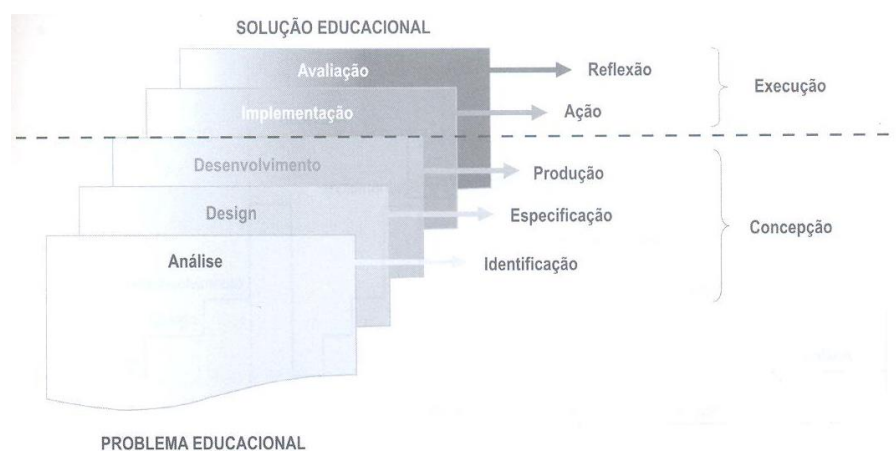 SOLUÇÃO EDUCACIONAL
Avaliação
Reflexão
Execução
Implementação
Ação
Desenvolvimento
Produção
Design
Especificação
Concepção
Análise
Identificação
PROBLEMA EDUCACIONAL